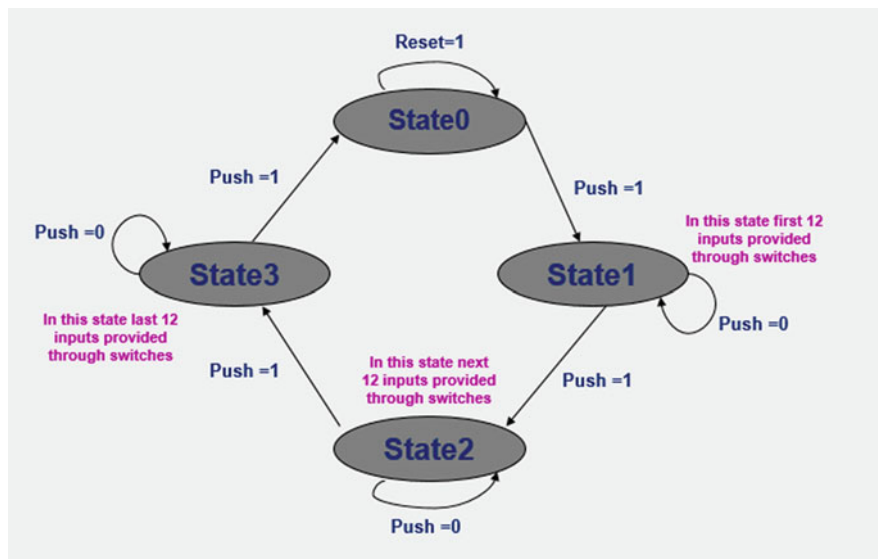 Reset=1
State0
Push =1
Push =1
In this state first 12
inputs provided
through switches
Push =0
State3
State1
In this state last 12
inputs provided
through switches
Push =0
Push =1
In this state next
12 inputs provided
through switches
Push =1
State2
Push =0